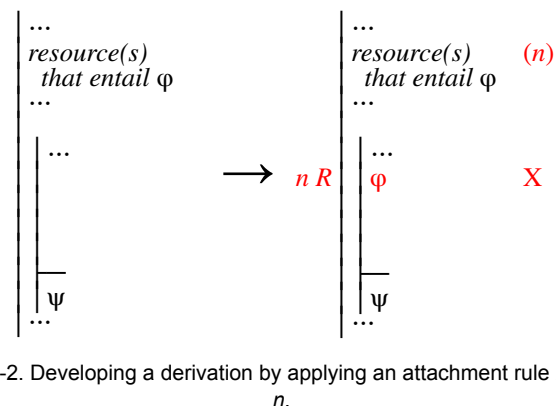 ...
resource(s)
that entail φ
...
...
ψ
...
→
...
resource(s) (n)
that entail φ
...
...
n R φ X
ψ
...
-2. Developing a derivation by applying an attachment rule
n.